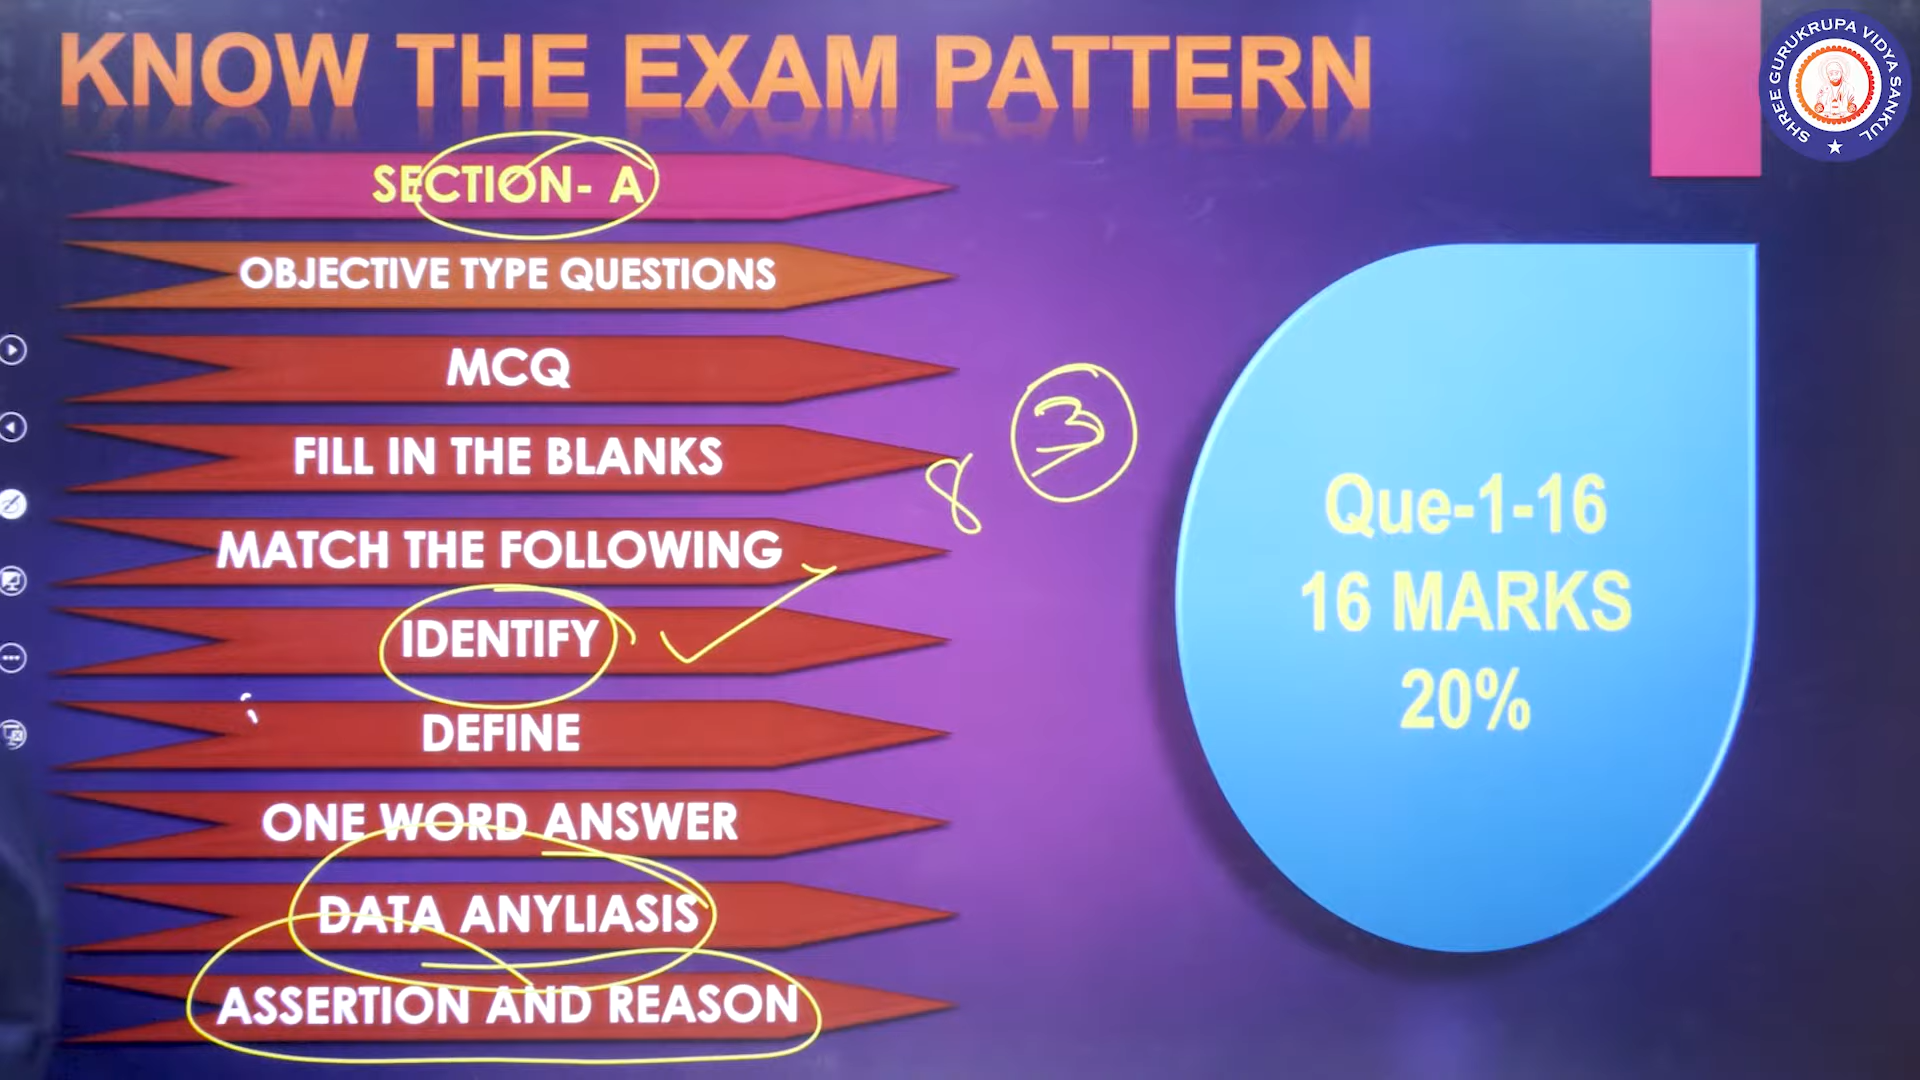 KNOW THE EXAM PATTERN
SHREE GURUKRUPA VIDYA SANKUL
SECTION- A
OBJECTIVE TYPE QUESTIONS
MCQ
FILL IN THE BLANKS
8
3
MATCH THE FOLLOWING
IDENTIFY
DEFINE
ONE WORD ANSWER
DATA ANYLIASIS
ASSERTION AND REASON
Que-1-16
16 MARKS
20%